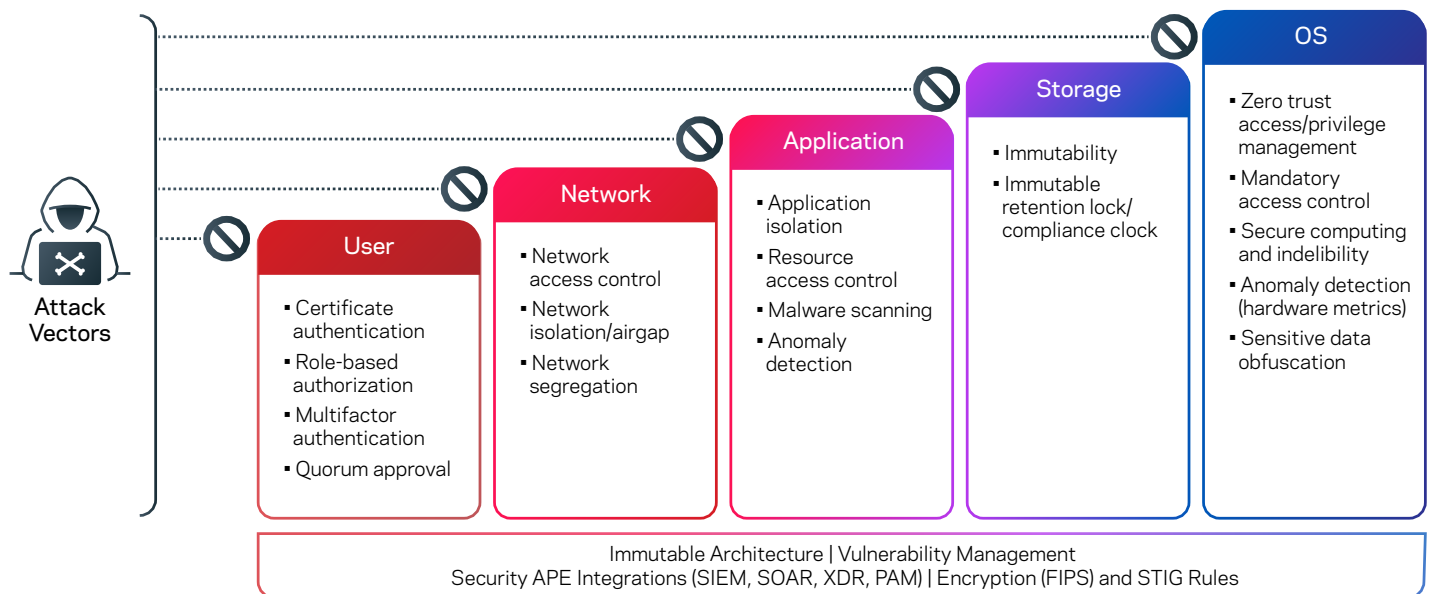 Attack
Vectors
User
▪ Certificate
authentication
▪ Role-based
authorization
▪ Multifactor
authentication
▪ Quorum approval
Network
▪ Network
access control
▪ Network
isolation/airgap
▪ Network
segregation
Application
▪ Application
isolation
▪ Resource
access control
▪ Malware scanning
▪ Anomaly
detection
Storage
▪ Immutability
▪ Immutable
retention lock/
compliance clock
OS
▪ Zero trust
access/privilege
management
▪ Mandatory
access control
▪ Secure computing
and indelibility
▪ Anomaly detection
(hardware metrics)
▪ Sensitive data
obfuscation
Immutable Architecture | Vulnerability Management
Security APE Integrations (SIEM, SOAR, XDR, PAM) | Encryption (FIPS) and STIG Rules